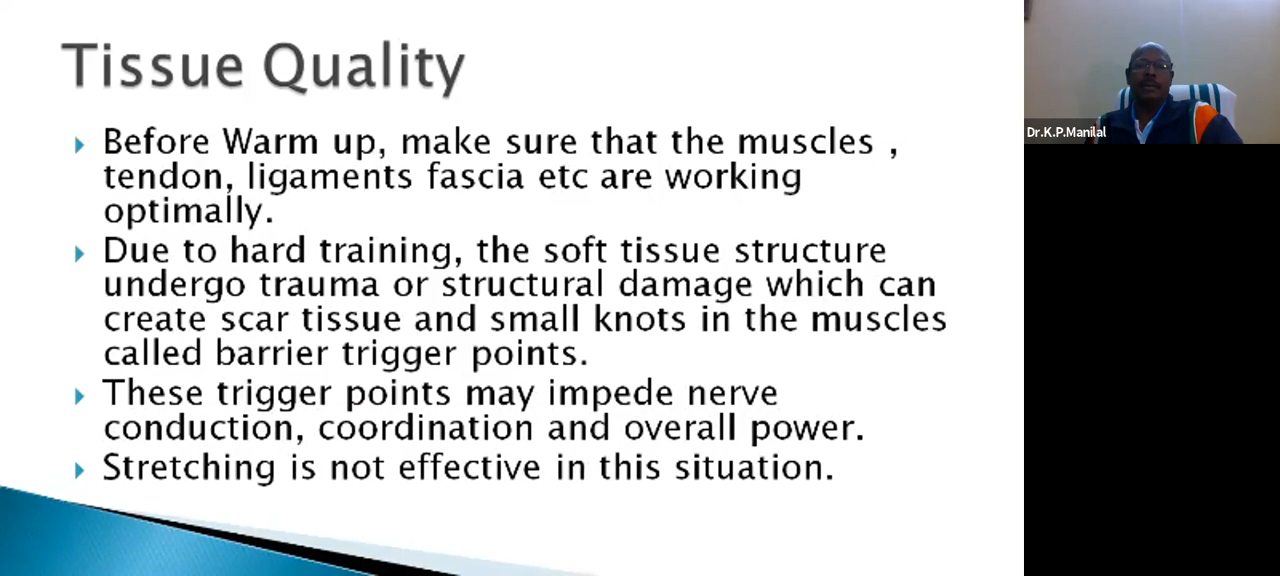 Tissue Quality
Before Warm up, make sure that the muscles ,
tendon, ligaments fascia etc are working
optimally.
Due to hard training, the soft tissue structure
undergo trauma or structural damage which can
create scar tissue and small knots in the muscles
called barrier trigger points.
These trigger points may impede nerve
conduction, coordination and overall power.
Stretching is not effective in this situation.
Dr.K.P.Manilal